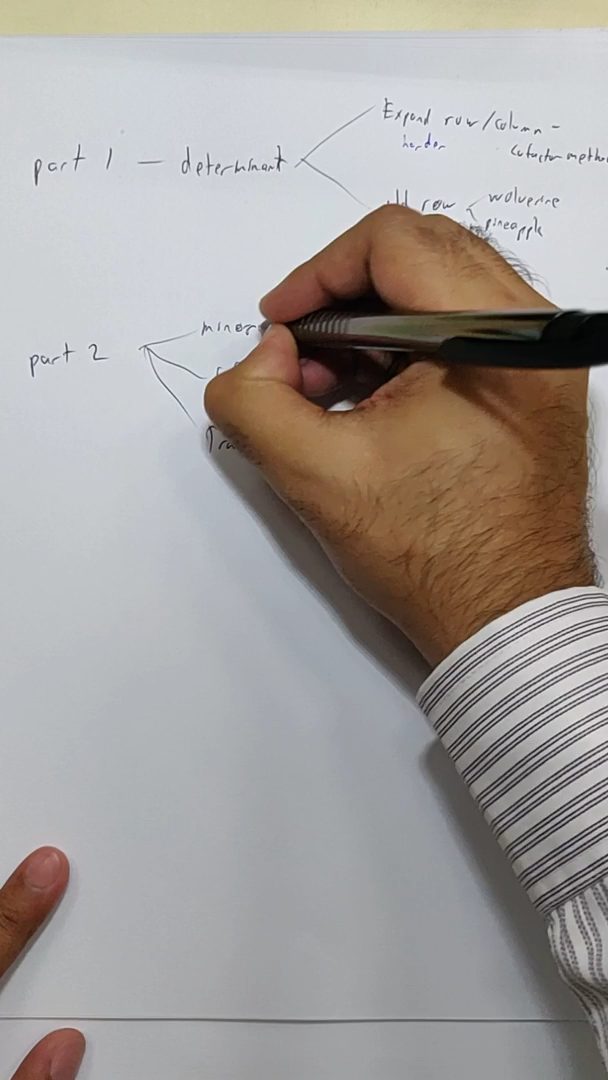 Expand row/column -
harder
cofactor method
part 1 — determinant
row
wolverine
pineapple
minor
part 2